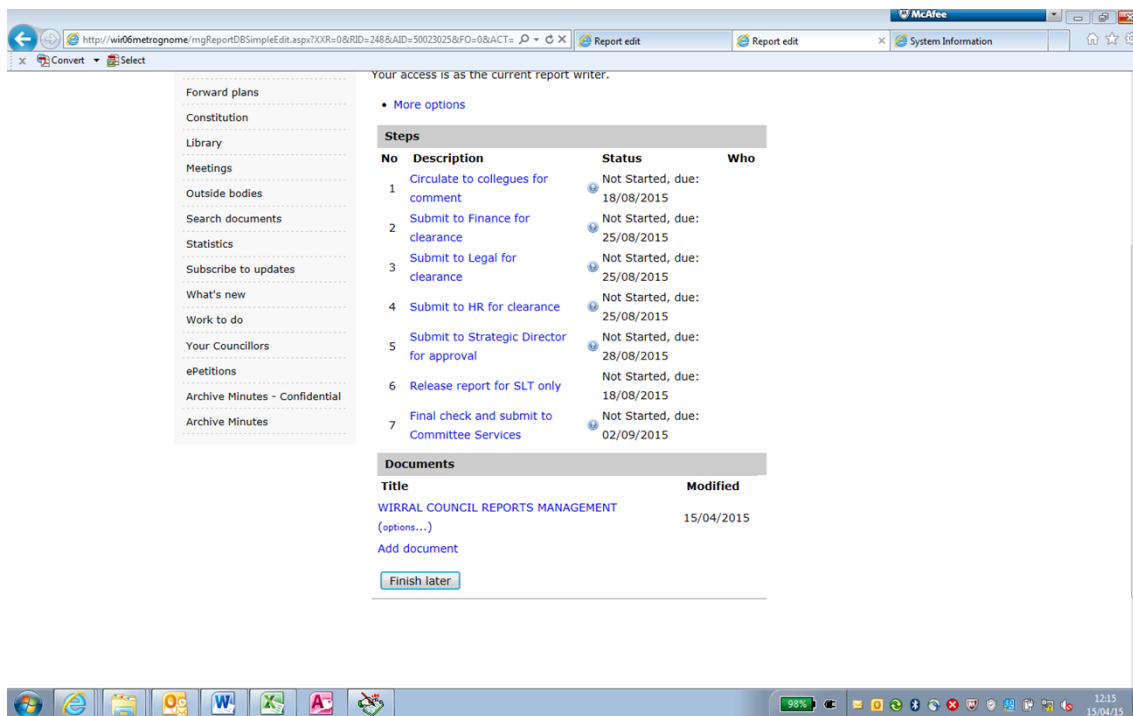 McAfee
http://wir06metrognome/mgReportDBSimpleEdit.aspx?XXR=0&RID=248&AID=50023025&FO=0&ACT=
Report edit
Report edit
System Information
x Convert Select
Your access is as the current report writer.
Forward plans
Constitution
Library
Meetings
Outside bodies
Search documents
Statistics
Subscribe to updates
What's new
Work to do
Your Councillors
ePetitions
Archive Minutes - Confidential
Archive Minutes
• More options
Steps
No Description Status Who
1 Circulate to collegues for comment Not Started, due: 18/08/2015
2 Submit to Finance for clearance Not Started, due: 25/08/2015
3 Submit to Legal for clearance Not Started, due: 25/08/2015
4 Submit to HR for clearance Not Started, due: 25/08/2015
5 Submit to Strategic Director for approval Not Started, due: 28/08/2015
6 Release report for SLT only Not Started, due: 18/08/2015
7 Final check and submit to Committee Services Not Started, due: 02/09/2015
Documents
Title Modified
WIRRAL COUNCIL REPORTS MANAGEMENT
(options...) 15/04/2015
Add document
Finish later
98%
12:15
15/04/15